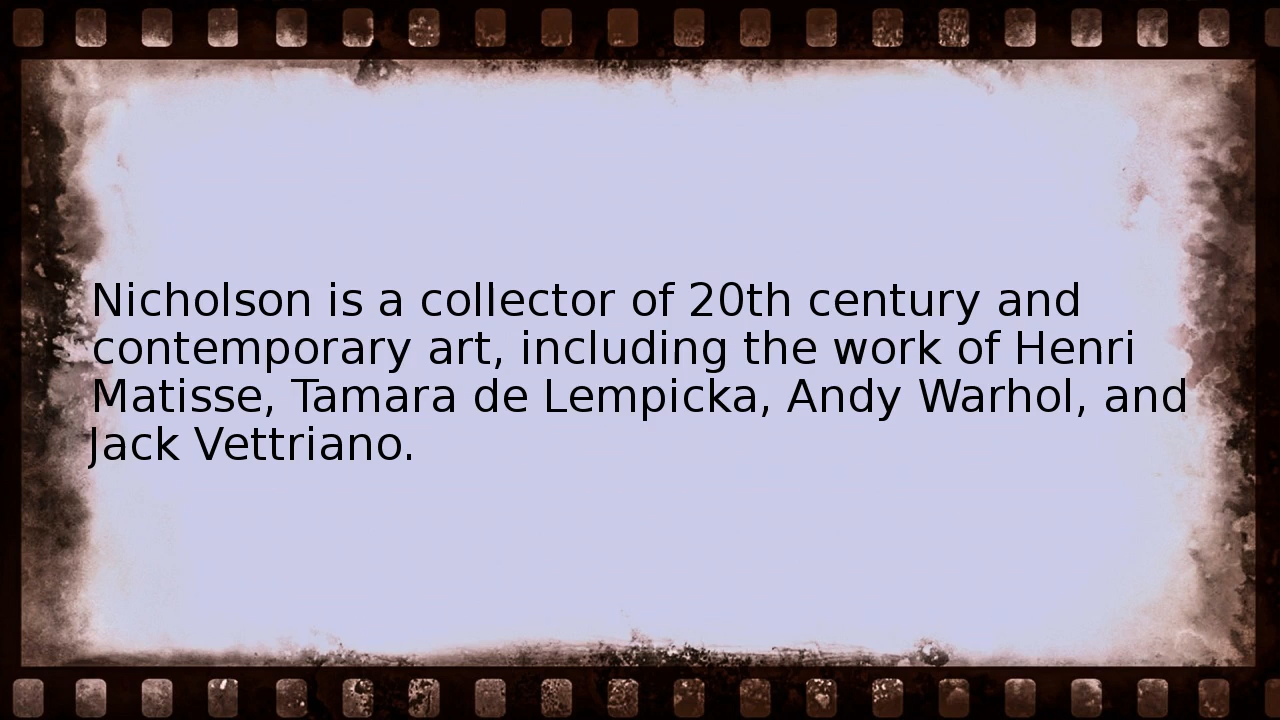 Nicholson is a collector of 20th century and
contemporary art, including the work of Henri
Matisse, Tamara de Lempicka, Andy Warhol, and
Jack Vettriano.